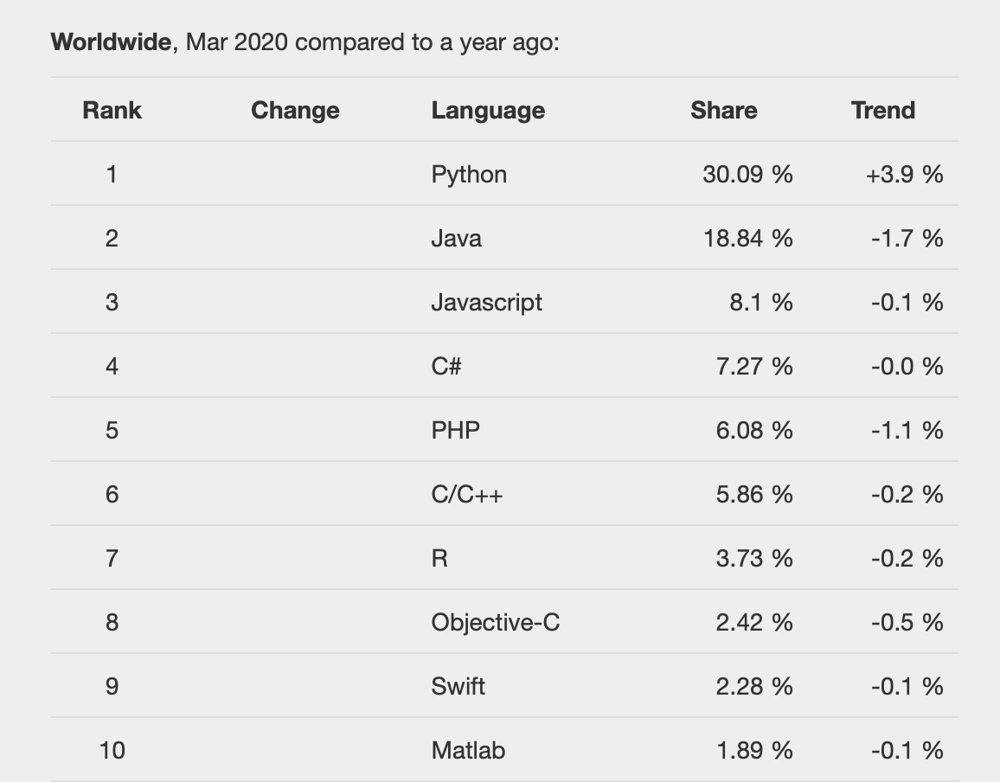 Worldwide, Mar 2020 compared to a year ago:
Rank Change Language Share Trend
1 Python 30.09 % +3.9 %
2 Java 18.84 % -1.7 %
3 Javascript 8.1 % -0.1 %
4 C# 7.27 % -0.0 %
5 PHP 6.08 % -1.1 %
6 C/C++ 5.86 % -0.2 %
7 R 3.73 % -0.2 %
8 Objective-C 2.42 % -0.5 %
9 Swift 2.28 % -0.1 %
10 Matlab 1.89 % -0.1 %